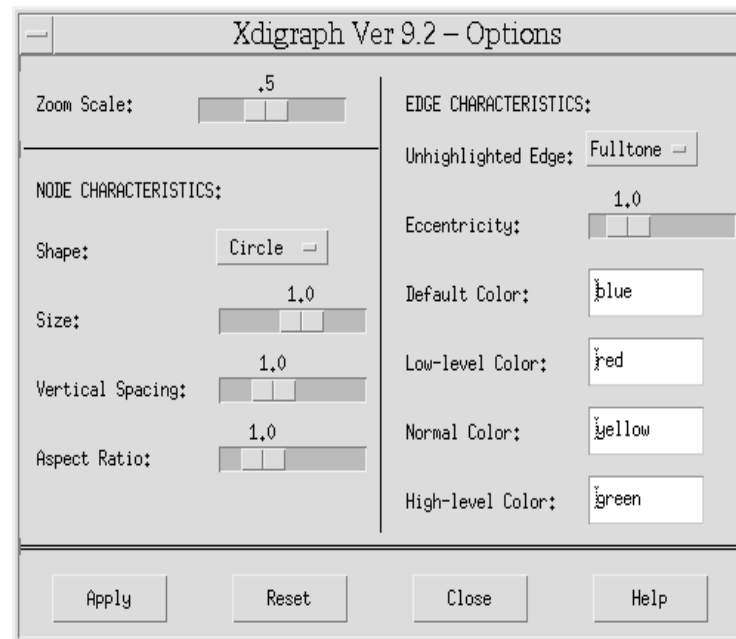 Xdigraph Ver 9.2 – Options
Zoom Scale:
.5
NODE CHARACTERISTICS:
Shape:
Circle
Size:
1.0
Vertical Spacing:
1.0
Aspect Ratio:
1.0
EDGE CHARACTERISTICS:
Unhighlighted Edge:
Fulltone
Eccentricity:
1.0
Default Color:
blue
Low-level Color:
red
Normal Color:
yellow
High-level Color:
green
Apply
Reset
Close
Help